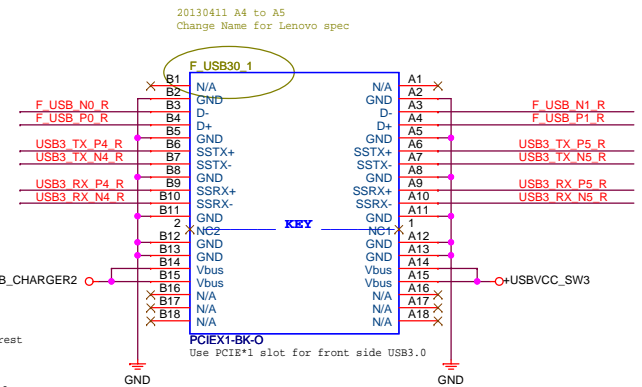 20130411 A4 to A5
Change Name for Lenovo spec
F_USB30_1
B1 N/A N/A A1
B2 GND GND A2
F_USB_N0_R B3 D- D- A3 F_USB_N1_R
F_USB_P0_R B4 D+ D+ A4 F_USB_P1_R
B5 GND GND A5
USB3_TX_P4_R B6 SSTX+ SSTX+ A6 USB3_TX_P5_R
USB3_TX_N4_R B7 SSTX- SSTX- A7 USB3_TX_N5_R
B8 GND GND A8
USB3_RX_P4_R B9 SSRX+ SSRX+ A9 USB3_RX_P5_R
USB3_RX_N4_R B10 SSRX- SSRX- A10 USB3_RX_N5_R
B11 GND GND A11
2 NC2 KEY NC1 1
B12 GND GND A12
B13 GND GND A13
B14 Vbus Vbus A14
B_CHARGER2 B15 Vbus Vbus A15 +USBVCC_SW3
B16 N/A N/A A16
B17 N/A N/A A17
B18 N/A N/A A18
rest
PCIEX1-BK-O
Use PCIE*1 slot for front side USB3.0
GND GND